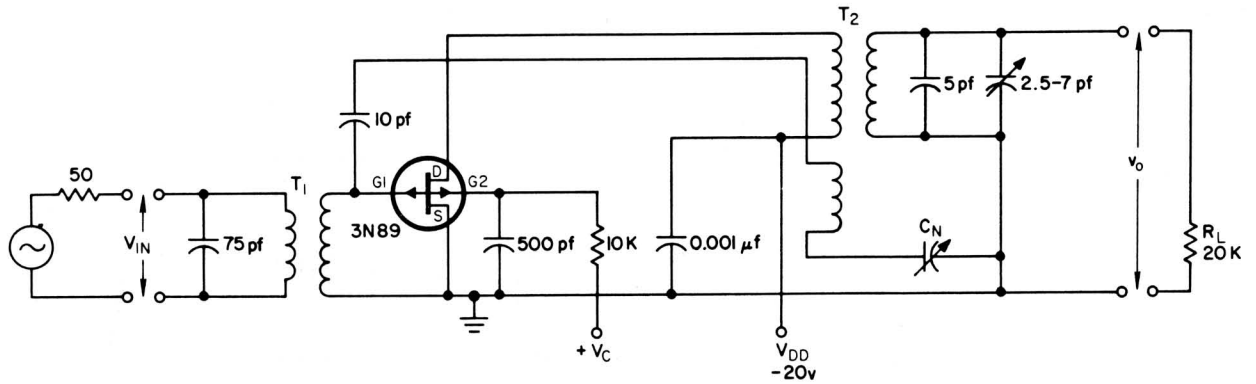 T2
5 pf
2.5–7 pf
10 pf
50
T1
G1
D
G2
S
3N89
VIN
75 pf
500 pf
10K
0.001 μf
CN
vo
RL
20 K
+ VC
VDD
-20v